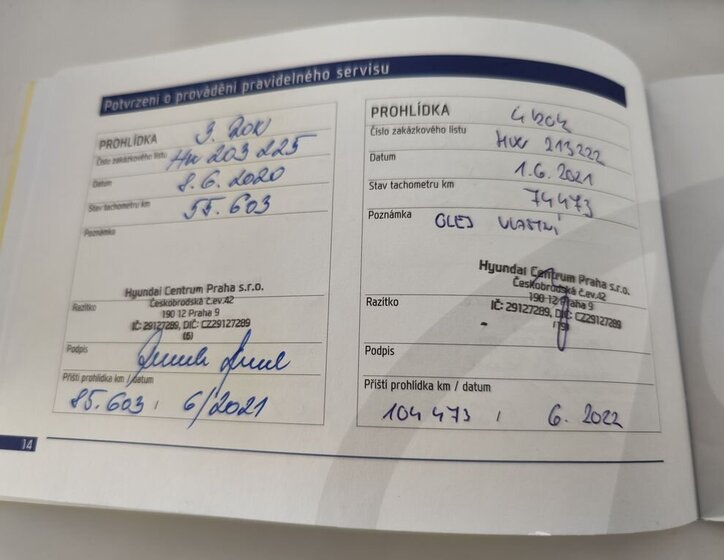 Potvrzení o provádění pravidelného servisu
PROHLÍDKA 3. ROK
Číslo zakázkového listu HW 203 225
Datum 8.6.2020
Stav tachometru km 55.603
Poznámka
Hyundai Centrum Praha s.r.o.
Českobrodská č.ev.42
190 12 Praha 9
Razítko
IČ: 29127289, DIČ: CZ29127289
(6)
Podpis
Příští prohlídka km / datum
85.603 / 6/2021
14
PROHLÍDKA 4 ROK
Číslo zakázkového listu HW 213222
Datum 1.6.2021
Stav tachometru km 74473
Poznámka OLEJ VLASTNÍ
Hyundai Centrum Praha s.r.o.
Českobrodská č.ev.42
190 12 Praha 9
Razítko
IČ: 29127289, DIČ: CZ29127289
(19)
Podpis
Příští prohlídka km / datum
104 473 / 6. 2022